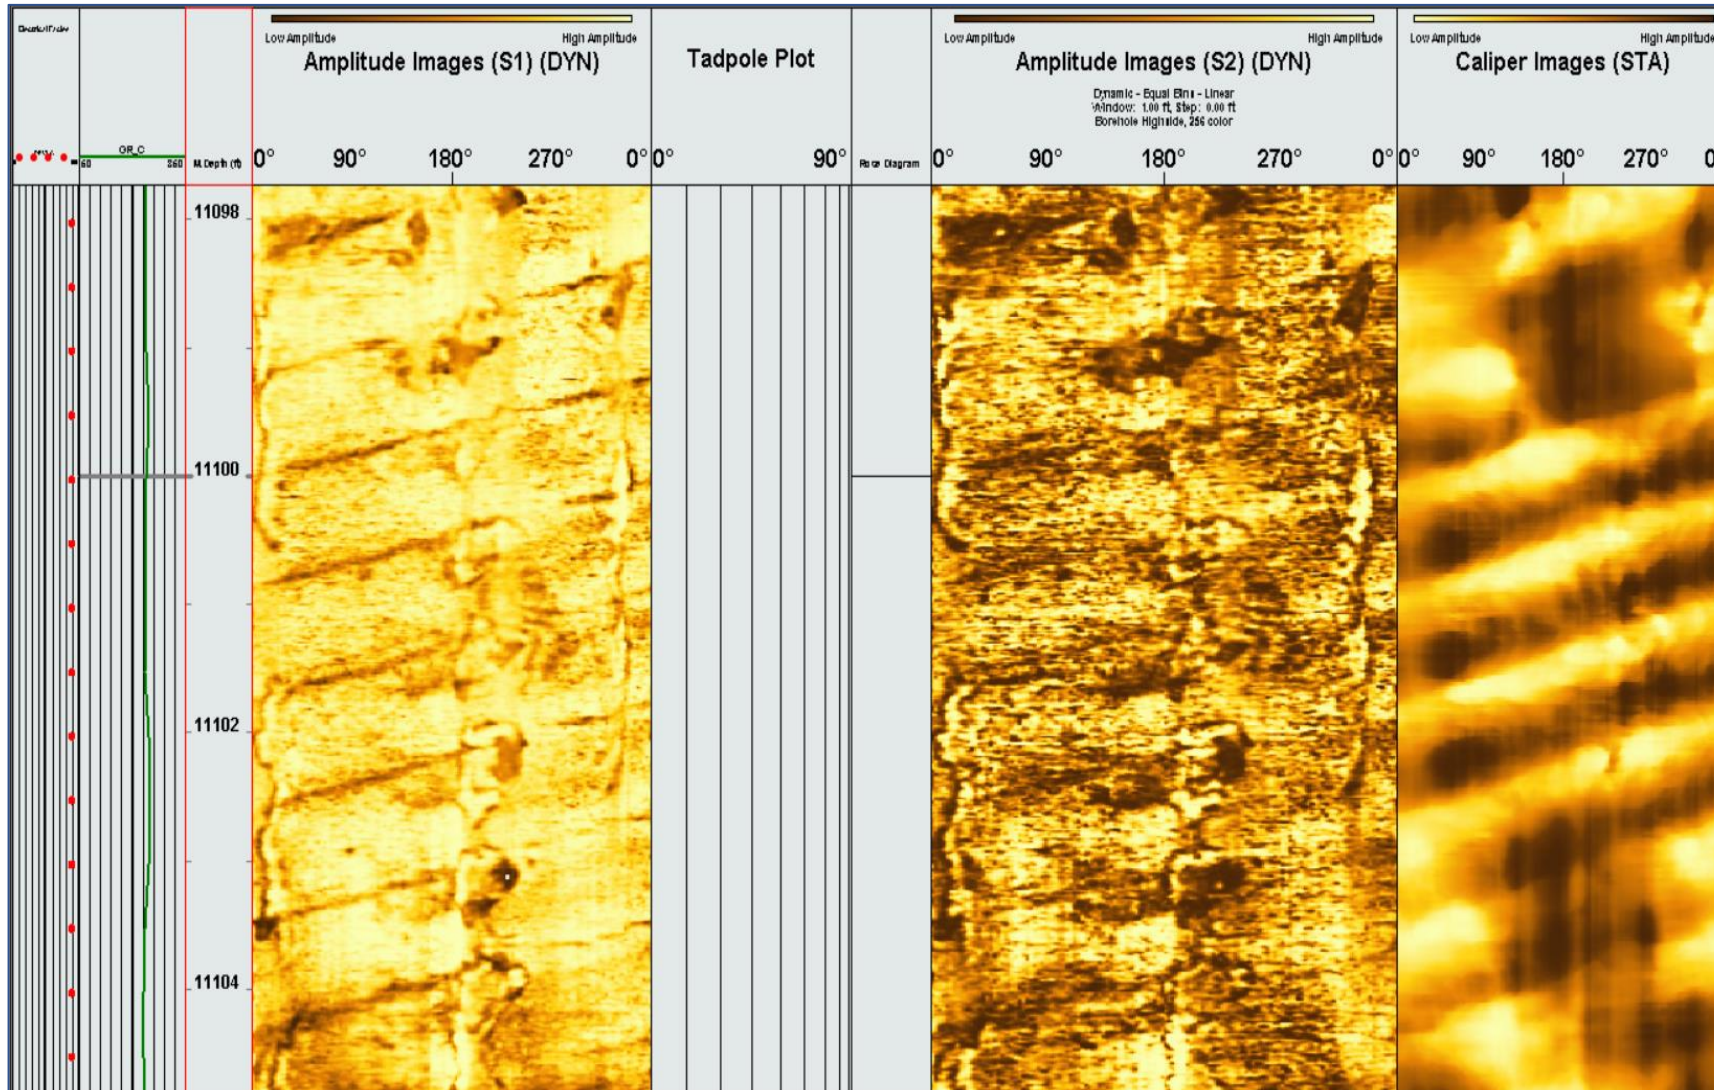 Low Amplitude High Amplitude
Amplitude Images (S1) (DYN)
Tadpole Plot
Low Amplitude High Amplitude
Amplitude Images (S2) (DYN)
Dynamic - Equal Bins - Linear
Window: 1.00 ft, Step: 0.00 ft
Borehole Highside, 256 color
Low Amplitude High Amplitude
Caliper Images (STA)
GR_C
60 260
M.Depth (ft)
0° 90° 180° 270° 0°
0° 90°
Rose Diagram
0° 90° 180° 270° 0°
0° 90° 180° 270° 0
11098
11100
11102
11104